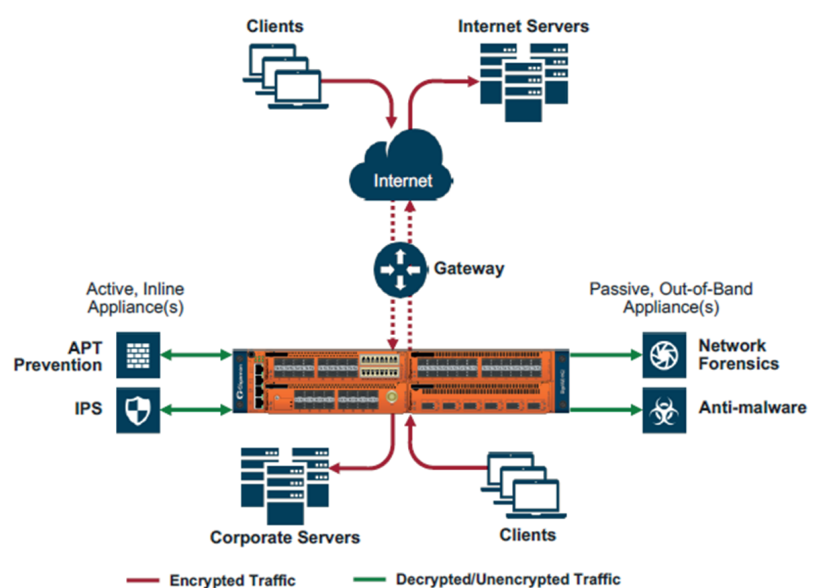 Clients
Internet Servers
Internet
Gateway
Active, Inline
Appliance(s)
Passive, Out-of-Band
Appliance(s)
APT
Prevention
Network
Forensics
IPS
Anti-malware
Gigamon
Corporate Servers
Clients
Encrypted Traffic
Decrypted/Unencrypted Traffic